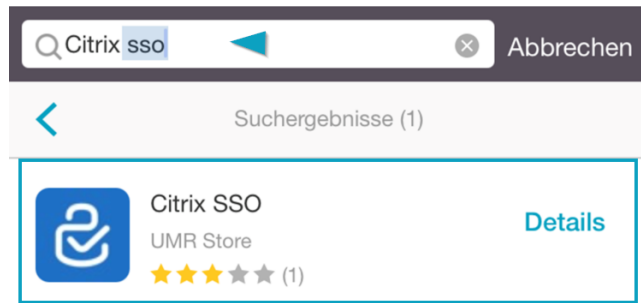 Citrix sso
Abbrechen
Suchergebnisse (1)
Citrix SSO
UMR Store
(1)
Details